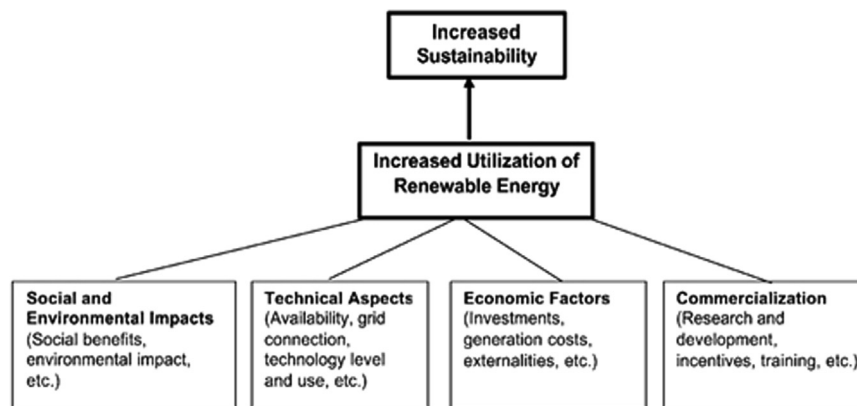 Increased
Sustainability
Increased Utilization of
Renewable Energy
Social and
Environmental Impacts
(Social benefits,
environmental impact,
etc.)
Technical Aspects
(Availability, grid
connection,
technology level
and use, etc.)
Economic Factors
(Investments,
generation costs,
externalities, etc.)
Commercialization
(Research and
development,
incentives, training, etc.)